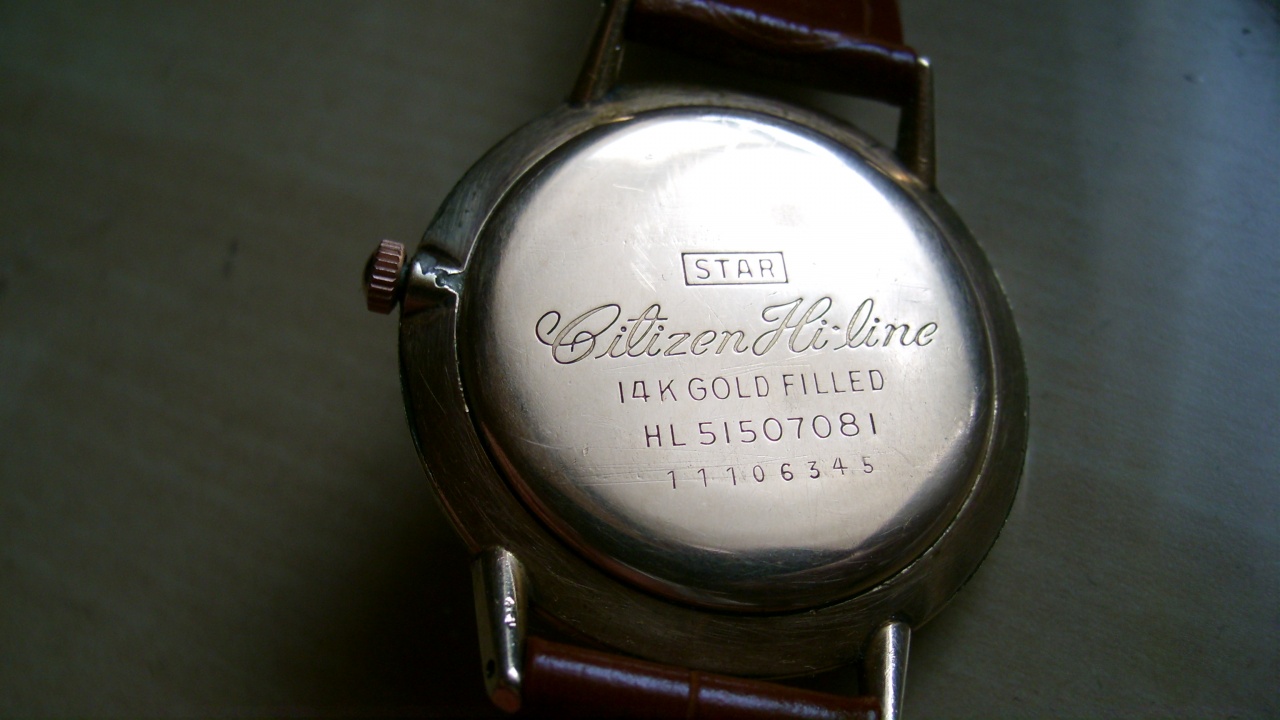 STAR
Citizen Hi-line
14K GOLD FILLED
HL 51507081
11106345